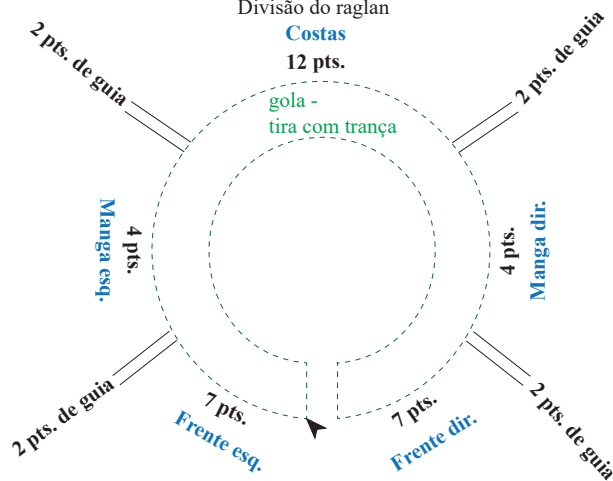 Divisão do raglan
Costas
12 pts.
gola -
tira com trança
2 pts. de guia
2 pts. de guia
Manga esq.
4 pts.
4 pts.
Manga dir.
2 pts. de guia
2 pts. de guia
7 pts.
Frente esq.
7 pts.
Frente dir.